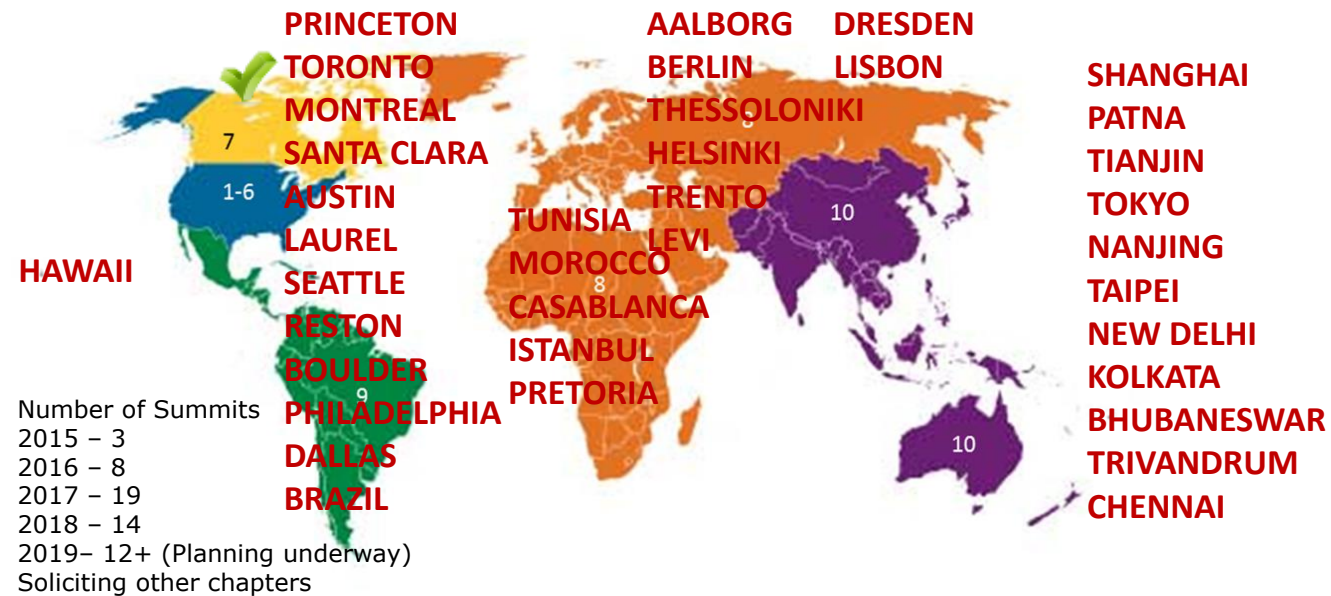 PRINCETON
TORONTO
MONTREAL
SANTA CLARA
AUSTIN
LAUREL
SEATTLE
RESTON
BOULDER
PHILADELPHIA
DALLAS
BRAZIL
AALBORG
BERLIN
THESSOLONIKI
HELSINKI
TRENTO
LEVI
DRESDEN
LISBON
TUNISIA
MOROCCO
CASABLANCA
ISTANBUL
PRETORIA
SHANGHAI
PATNA
TIANJIN
TOKYO
NANJING
TAIPEI
NEW DELHI
KOLKATA
BHUBANESWAR
TRIVANDRUM
CHENNAI
HAWAII
7
1-6
9
8
8
10
10
Number of Summits
2015 – 3
2016 – 8
2017 – 19
2018 – 14
2019– 12+ (Planning underway)
Soliciting other chapters